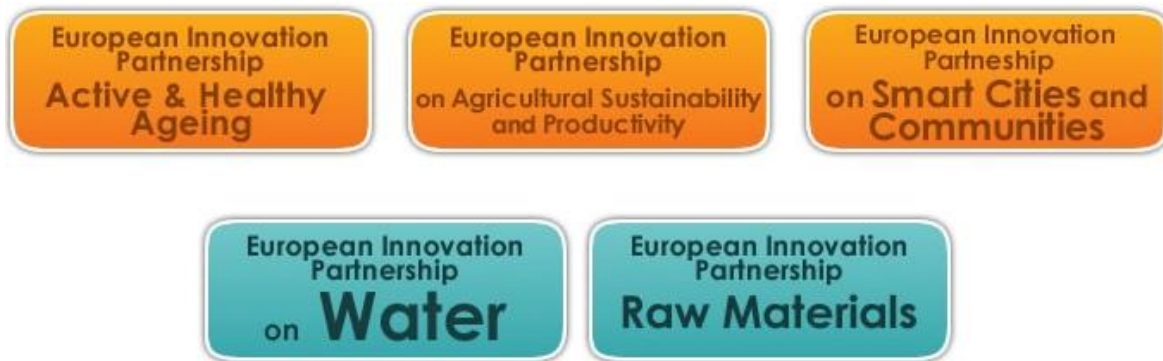 European Innovation
Partnership
Active & Healthy
Ageing
European Innovation
Partnership
on Agricultural Sustainability
and Productivity
European Innovation
Partneship
on Smart Cities and
Communities
European Innovation
Partnership
on Water
European Innovation
Partnership
Raw Materials